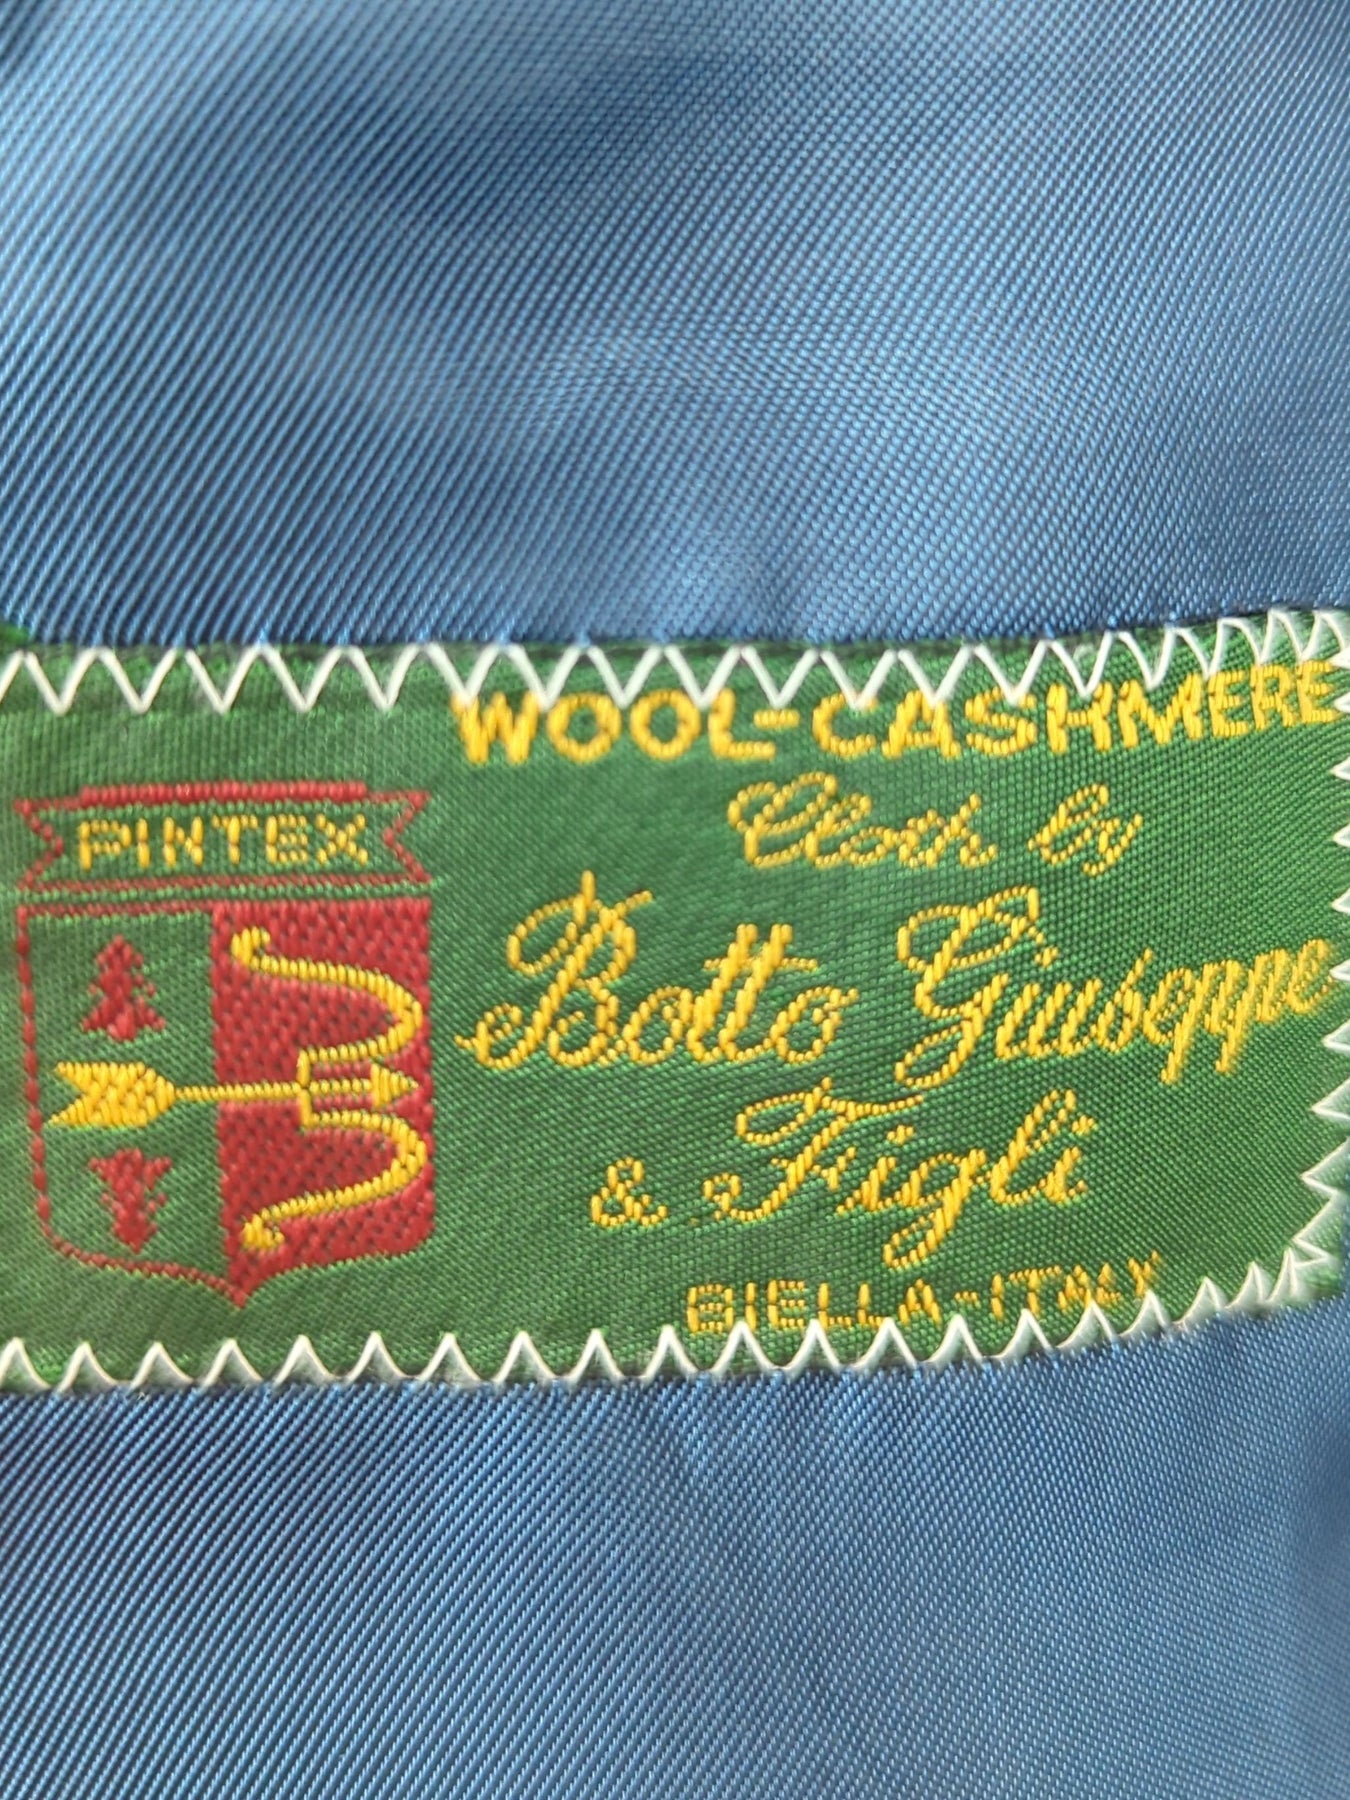 WOOL-CASHMERE
PINTEX
Cloth by
Botto Giuseppe
& Figli
BIELLA-ITALY